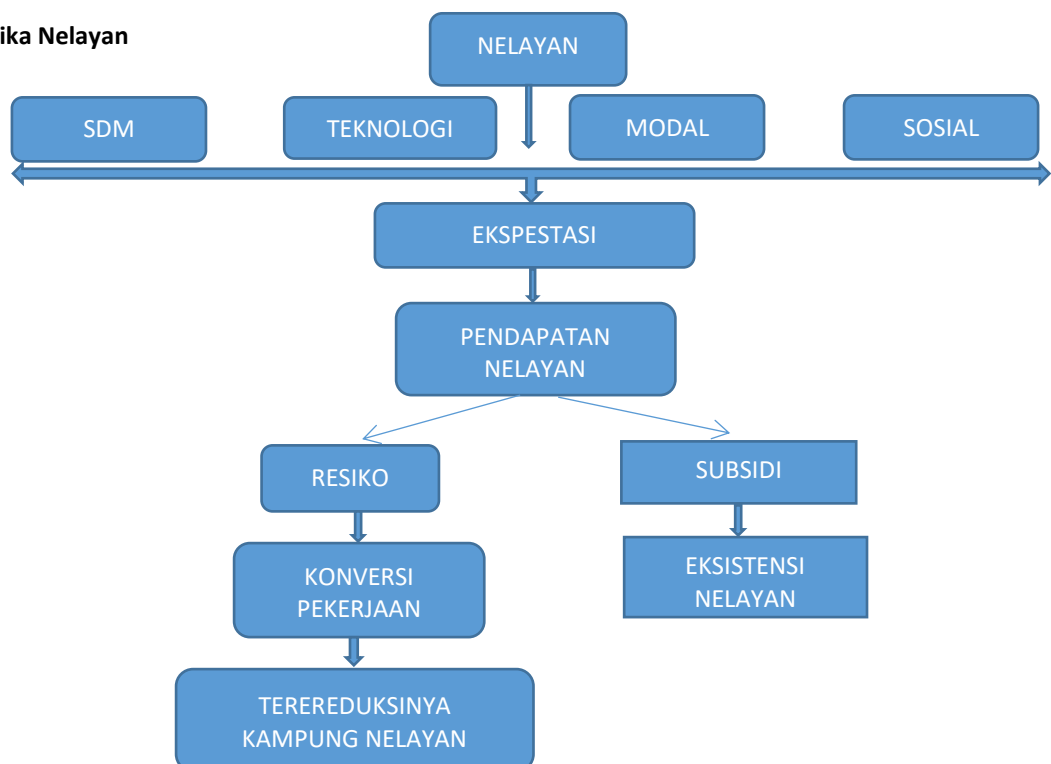 ika Nelayan
NELAYAN
SDM
TEKNOLOGI
MODAL
SOSIAL
EKSPESTASI
PENDAPATAN
NELAYAN
RESIKO
SUBSIDI
KONVERSI
PEKERJAAN
EKSISTENSI
NELAYAN
TEREREDUKSINYA
KAMPUNG NELAYAN